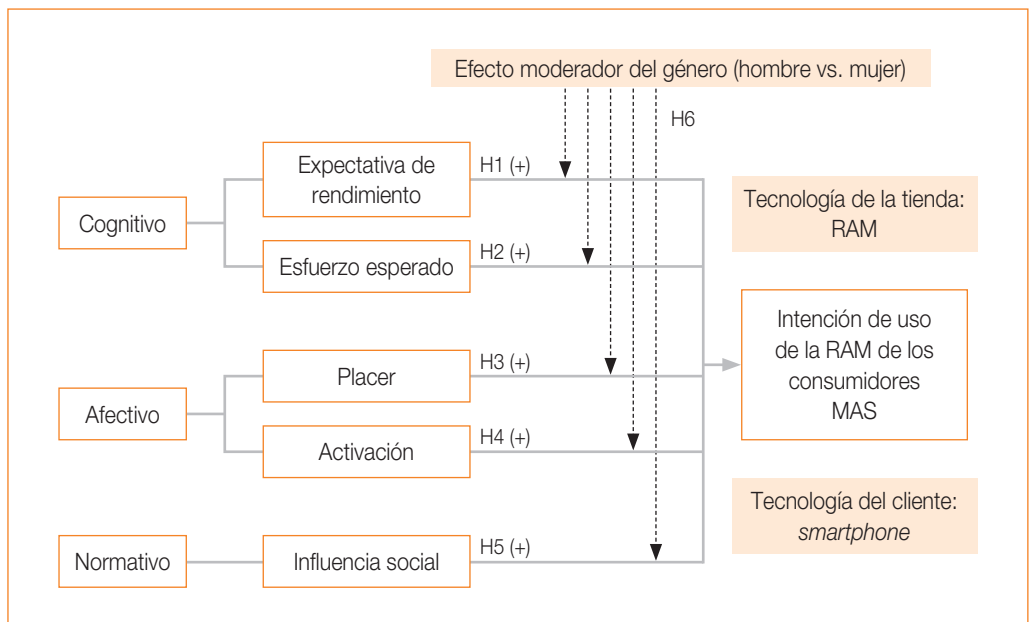 Efecto moderador del género (hombre vs. mujer)
H6
Cognitivo
Expectativa de
rendimiento
H1 (+)
Esfuerzo esperado
H2 (+)
Afectivo
Placer
H3 (+)
Activación
H4 (+)
Normativo
Influencia social
H5 (+)
Tecnología de la tienda:
RAM
Intención de uso
de la RAM de los
consumidores
MAS
Tecnología del cliente:
smartphone